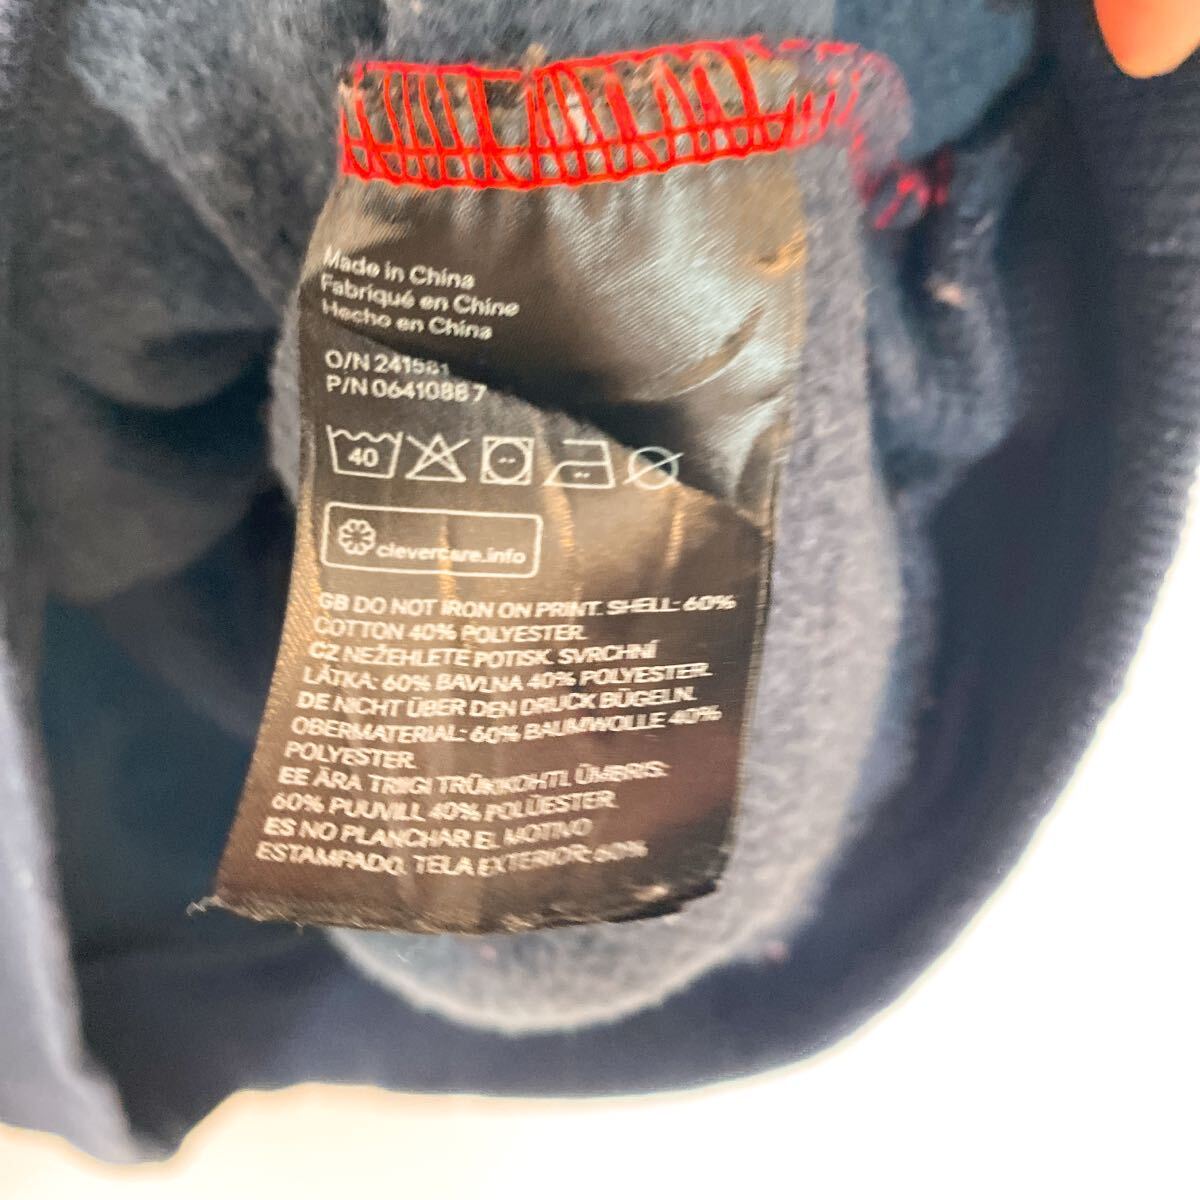 Made in China
Fabriqué en Chine
Hecho en China
O/N 241581
P/N 06410887
40
clevercare.info
GB DO NOT IRON ON PRINT. SHELL: 60%
COTTON 40% POLYESTER.
CZ NEŽEHLETE POTISK. SVRCHNÍ
LÁTKA: 60% BAVLNA 40% POLYESTER.
DE NICHT ÜBER DEN DRUCK BÜGELN.
OBERMATERIAL: 60% BAUMWOLLE 40%
POLYESTER.
EE ÄRA TRIIGI TRÜKKOHTI. ÜMBRIS:
60% PUUVILL 40% POLÜESTER.
ES NO PLANCHAR EL MOTIVO
ESTAMPADO. TELA EXTERIOR: 60%